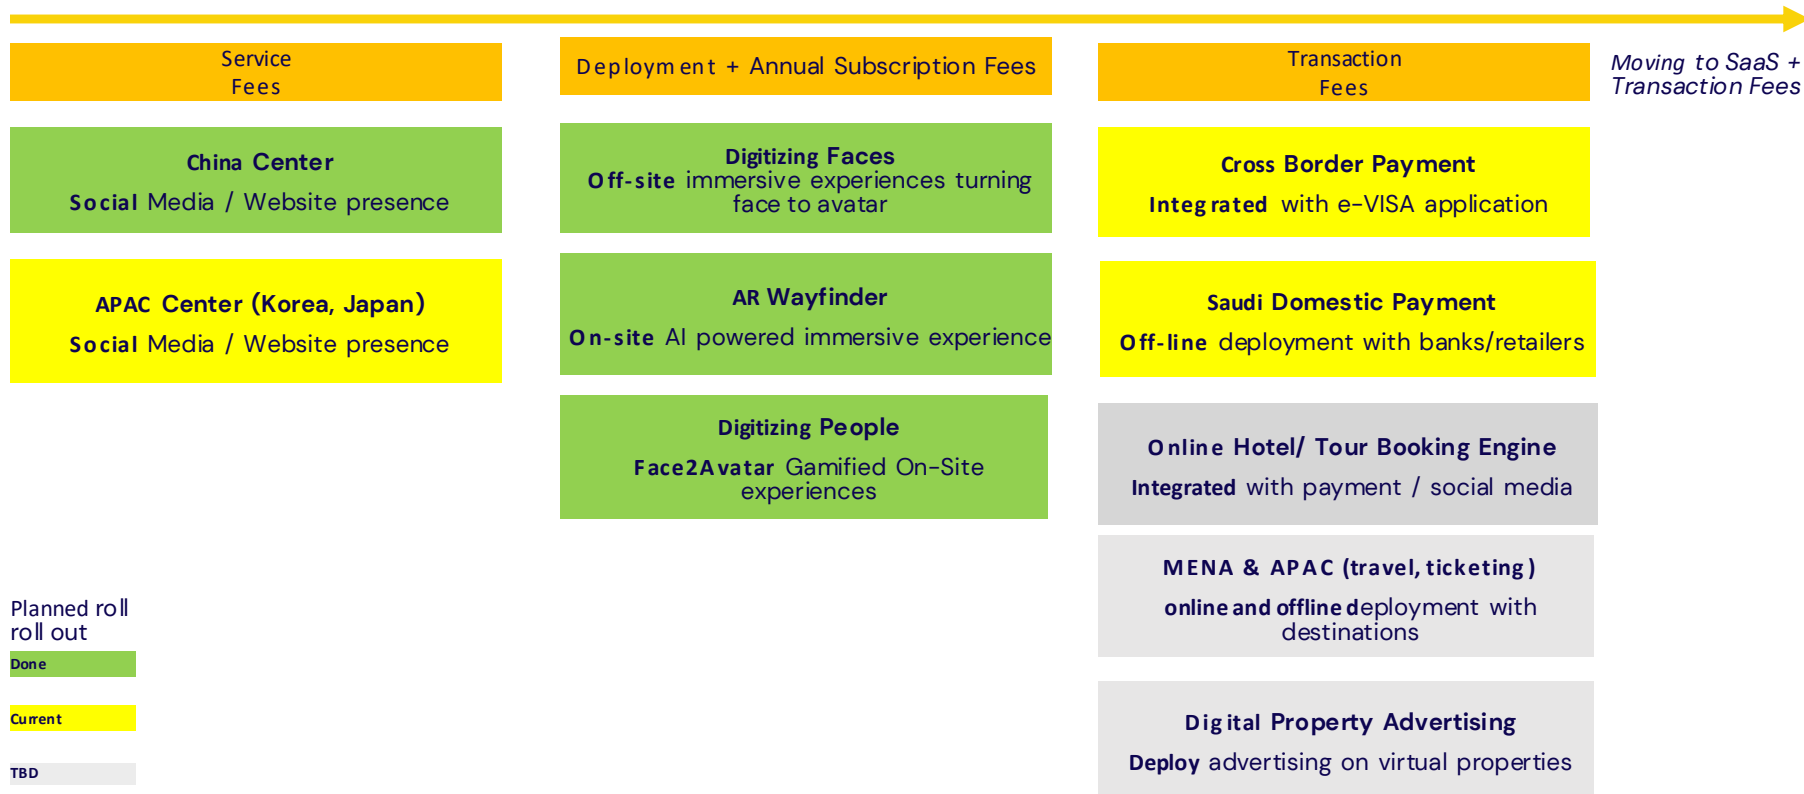 Service
Fees
Deployment + Annual Subscription Fees
Transaction
Fees
Moving to SaaS +
Transaction Fees
China Center
Social Media / Website presence
APAC Center (Korea, Japan)
Social Media / Website presence
Digitizing Faces
Off-site immersive experiences turning
face to avatar
AR Wayfinder
On-site AI powered immersive experience
Digitizing People
Face2Avatar Gamified On-Site
experiences
Cross Border Payment
Integrated with e-VISA application
Saudi Domestic Payment
Off-line deployment with banks/retailers
Online Hotel/ Tour Booking Engine
Integrated with payment / social media
MENA & APAC (travel, ticketing)
online and offline deployment with
destinations
Digital Property Advertising
Deploy advertising on virtual properties
Planned roll
roll out
Done
Current
TBD